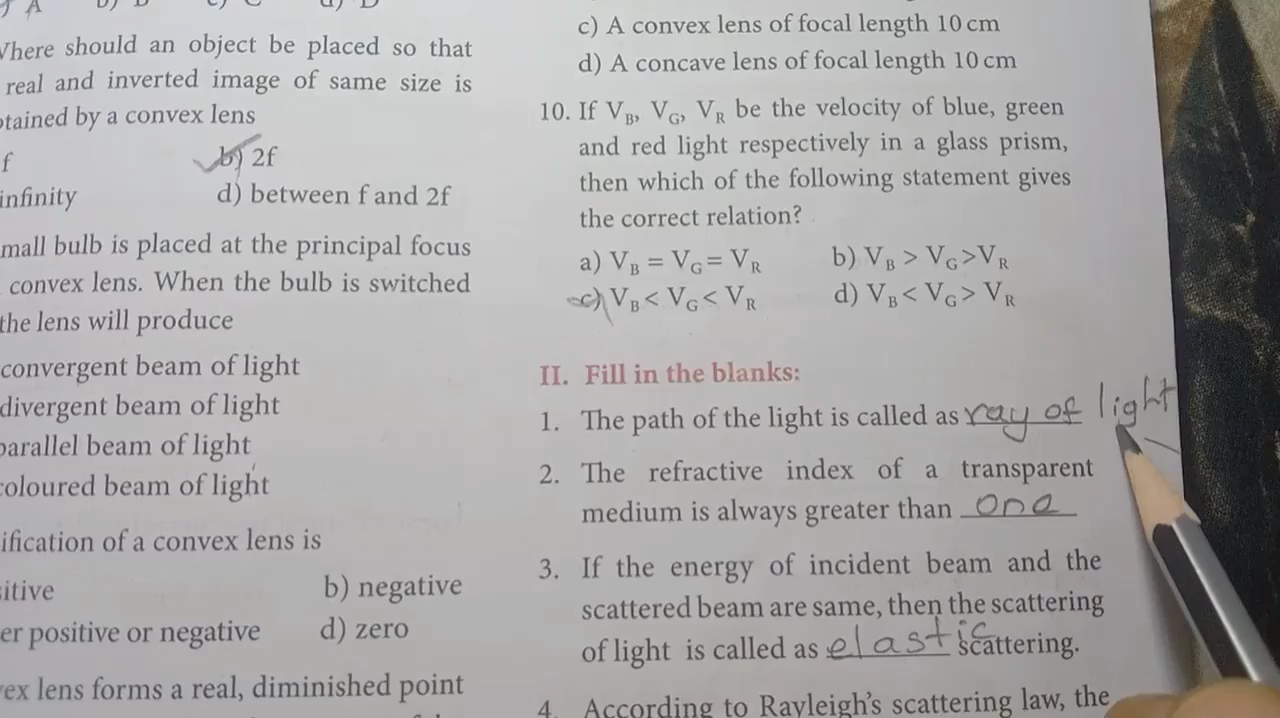 A b) B c) C d) D
Where should an object be placed so that
real and inverted image of same size is
obtained by a convex lens
f b) 2f
infinity d) between f and 2f
small bulb is placed at the principal focus
convex lens. When the bulb is switched
the lens will produce
convergent beam of light
divergent beam of light
parallel beam of light
coloured beam of light
ification of a convex lens is
sitive b) negative
er positive or negative d) zero
vex lens forms a real, diminished point
c) A convex lens of focal length 10 cm
d) A concave lens of focal length 10 cm
10. If V_B, V_G, V_R be the velocity of blue, green
and red light respectively in a glass prism,
then which of the following statement gives
the correct relation?
a) V_B = V_G = V_R b) V_B > V_G > V_R
c) V_B < V_G < V_R d) V_B < V_G > V_R
II. Fill in the blanks:
1. The path of the light is called as ray of light
2. The refractive index of a transparent
medium is always greater than one
3. If the energy of incident beam and the
scattered beam are same, then the scattering
of light is called as elastic scattering.
4. According to Rayleigh's scattering law, the